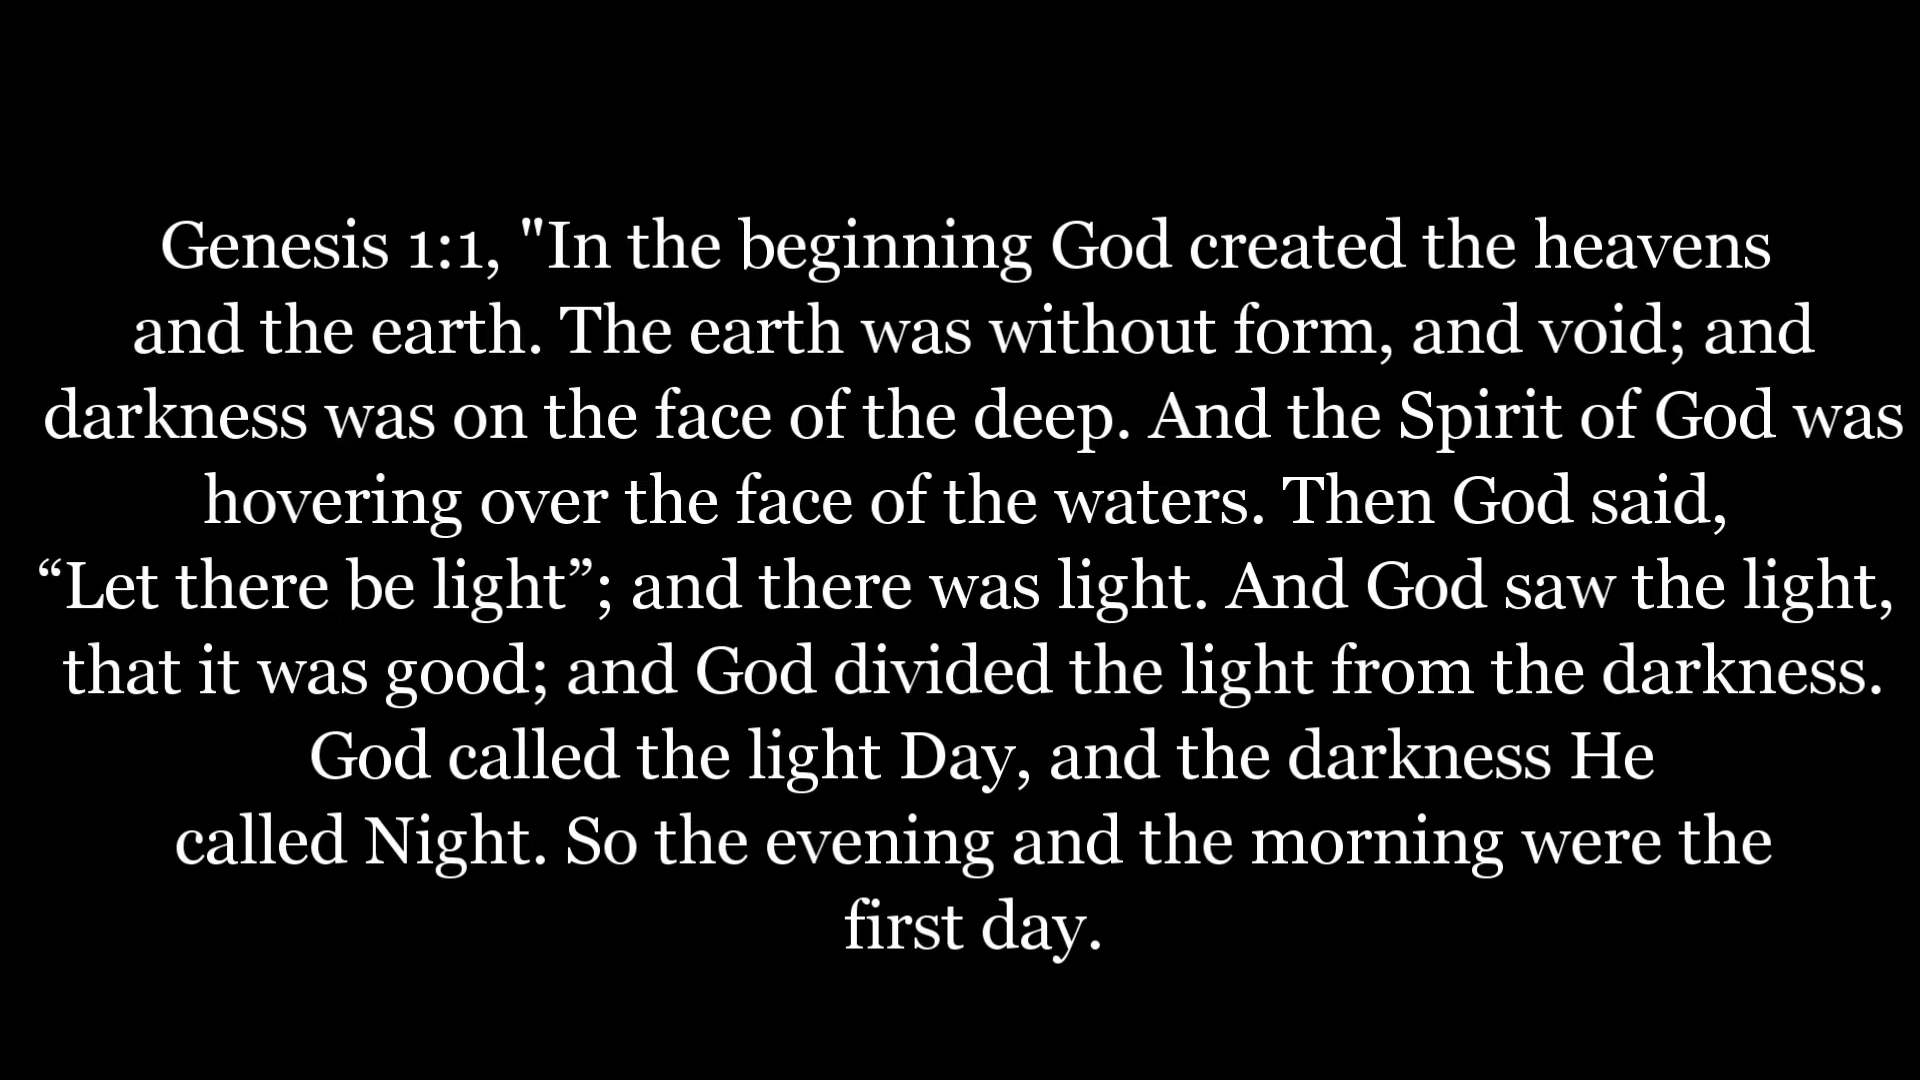 Genesis 1:1, "In the beginning God created the heavens
and the earth. The earth was without form, and void; and
darkness was on the face of the deep. And the Spirit of God was
hovering over the face of the waters. Then God said,
“Let there be light”; and there was light. And God saw the light,
that it was good; and God divided the light from the darkness.
God called the light Day, and the darkness He
called Night. So the evening and the morning were the
first day.